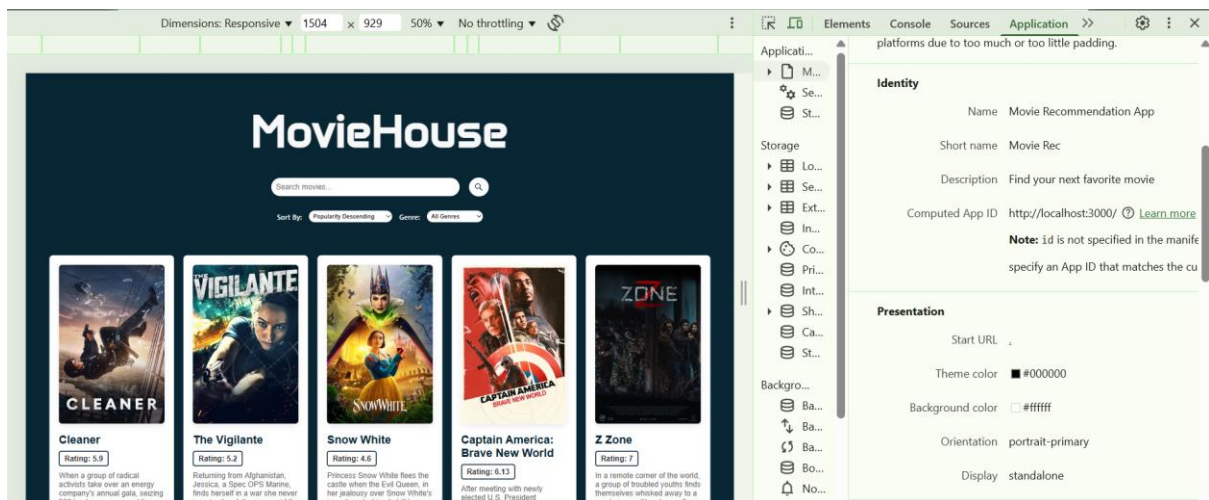 Dimensions: Responsive ▼ 1504 × 929 50% ▼ No throttling ▼
Elements Console Sources Application
MovieHouse
Search movies...
Sort By: Popularity Descending Genre: All Genres
CLEANER
THE VIGILANTE
SNOW WHITE
CAPTAIN AMERICA
BRAVE NEW WORLD
Z ZONE
Cleaner
Rating: 5.9
When a group of radical
activists take over an energy
company's annual gala, seizing
The Vigilante
Rating: 5.2
Returning from Afghanistan,
Jessica, a Spec OPS Marine,
finds herself in a war she never
Snow White
Rating: 4.6
Princess Snow White flees the
castle when the Evil Queen, in
her jealousy over Snow White's
Captain America:
Brave New World
Rating: 6.13
After meeting with newly
elected U.S. President
Z Zone
Rating: 7
In a remote corner of the world,
a group of troubled youths finds
themselves whisked away to a
Applicati...
M...
Se...
St...
Storage
Lo...
Se...
Ext...
In...
Co...
Pri...
Int...
Sh...
Ca...
St...
Backgro...
Ba...
Ba...
Ba...
Bo...
No...
platforms due to too much or too little padding.
Identity
Name Movie Recommendation App
Short name Movie Rec
Description Find your next favorite movie
Computed App ID http://localhost:3000/ Learn more
Note: id is not specified in the manife
specify an App ID that matches the cu
Presentation
Start URL .
Theme color #000000
Background color #ffffff
Orientation portrait-primary
Display standalone